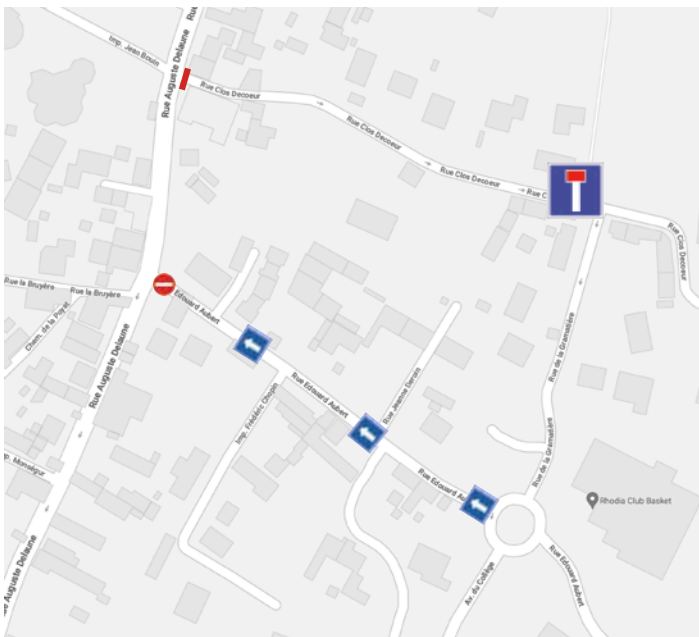 Rue
Imp. Jean Bouin
Rue Auguste Delaune
Rue Clos Decoeur
Rue Clos Decoeur
Rue Clos Decoeur
Rue C
Rue Clos Decoeur
Rue la Bruyère
Rue la Bruyère
Edouard Aubert
Chem. de la Poyat
Rue Auguste Delaune
Rue de la Gramatière
Rue Edouard Aubert
Rue Jeanne Deroin
Imp. Frédéric Chopin
Rue de la Gramatière
p. Monségur
Rue Edouard Au
Rhodia Club Basket
Rue Edouard Aubert
Av. du Collège
ue Auguste Delaune